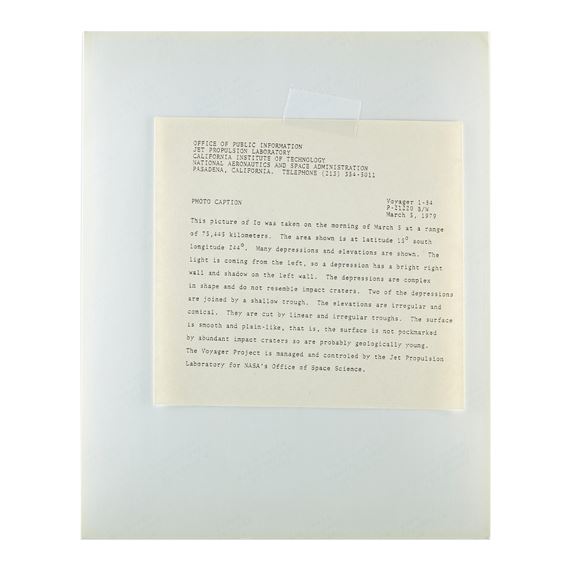 OFFICE OF PUBLIC INFORMATION
JET PROPULSION LABORATORY
CALIFORNIA INSTITUTE OF TECHNOLOGY
NATIONAL AERONAUTICS AND SPACE ADMINISTRATION
PASADENA, CALIFORNIA. TELEPHONE (213) 354-5011
PHOTO CAPTION
Voyager 1-54
P-21220 B/W
March 5, 1979
This picture of Io was taken on the morning of March 5 at a range
of 75,445 kilometers. The area shown is at latitude 15° south
longitude 244°. Many depressions and elevations are shown. The
light is coming from the left, so a depression has a bright right
wall and shadow on the left wall. The depressions are complex
in shape and do not resemble impact craters. Two of the depressions
are joined by a shallow trough. The elevations are irregular and
conical. They are cut by linear and irregular troughs. The surface
is smooth and plain-like, that is, the surface is not pockmarked
by abundant impact craters so are probably geologically young.
The Voyager Project is managed and controled by the Jet Propulsion
Laboratory for NASA's Office of Space Science.